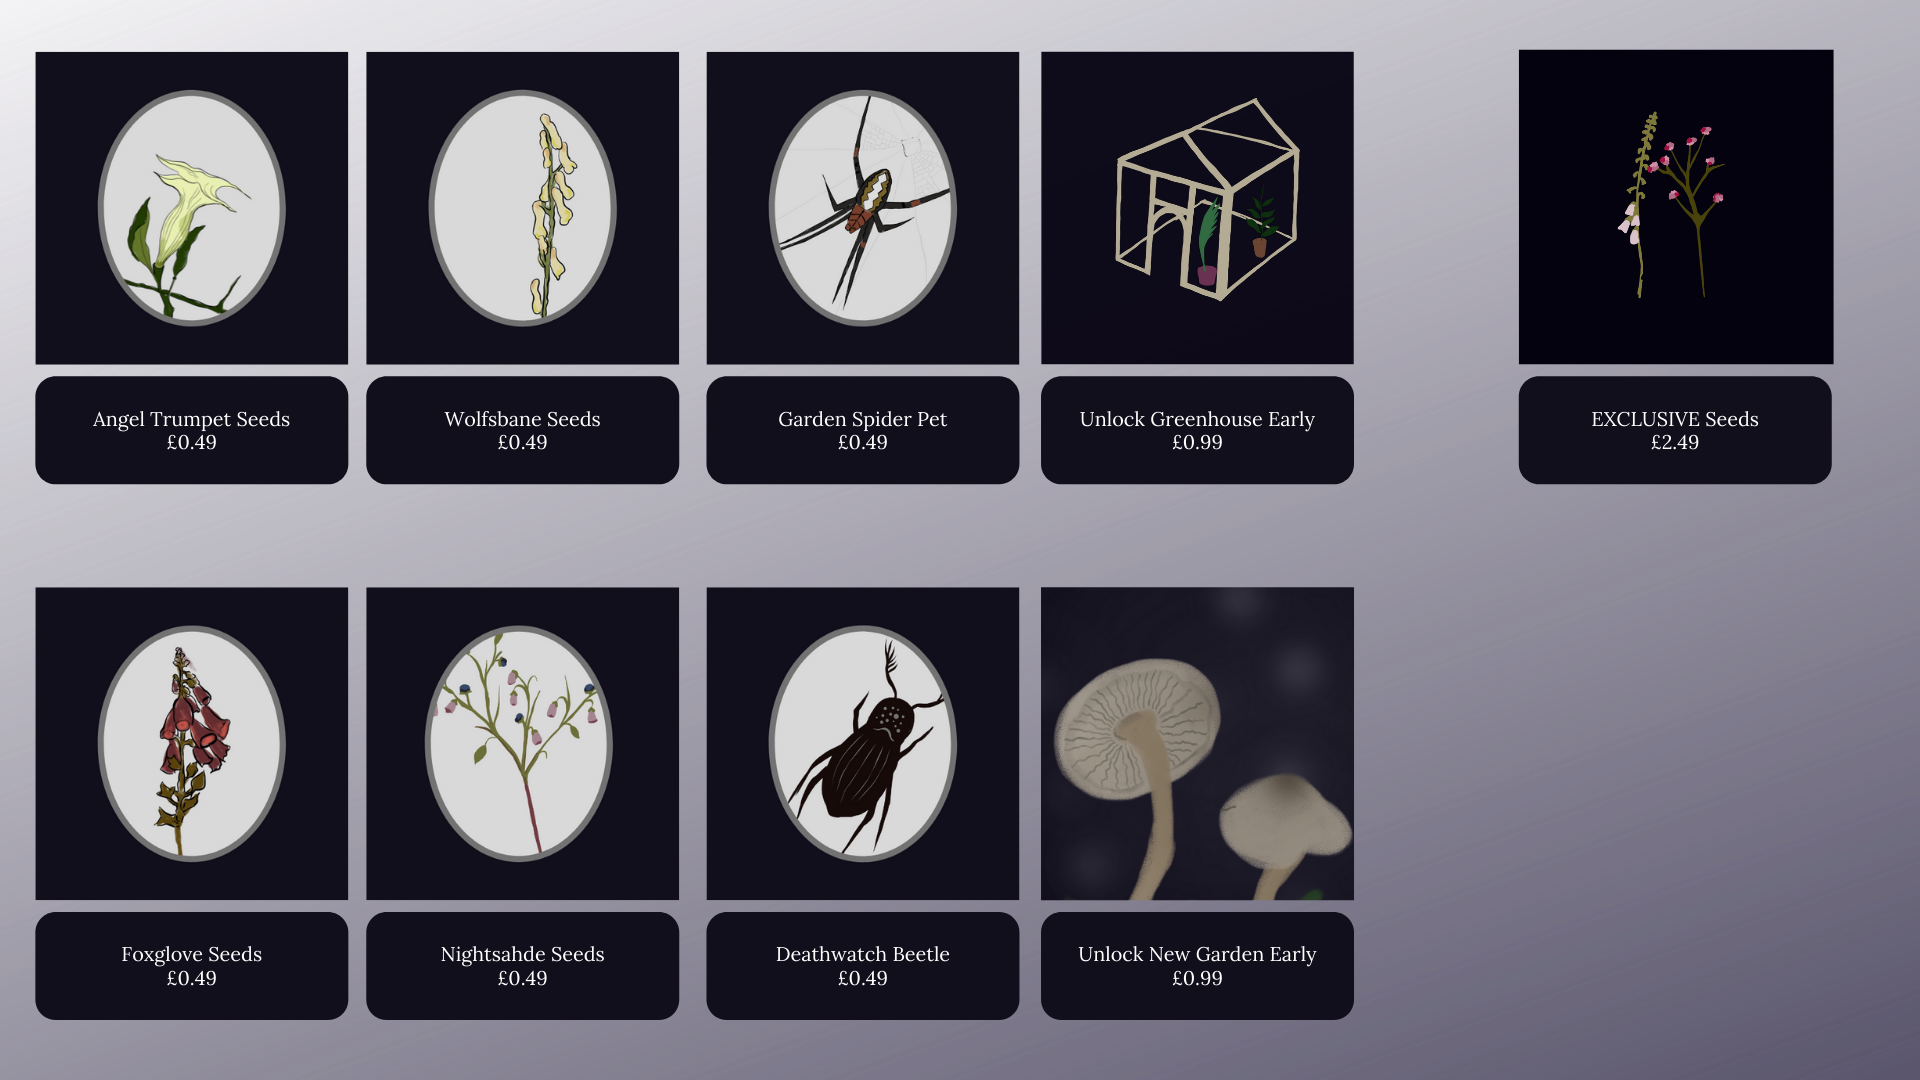 Angel Trumpet Seeds
£0.49
Wolfsbane Seeds
£0.49
Garden Spider Pet
£0.49
Unlock Greenhouse Early
£0.99
EXCLUSIVE Seeds
£2.49
Foxglove Seeds
£0.49
Nightsahde Seeds
£0.49
Deathwatch Beetle
£0.49
Unlock New Garden Early
£0.99